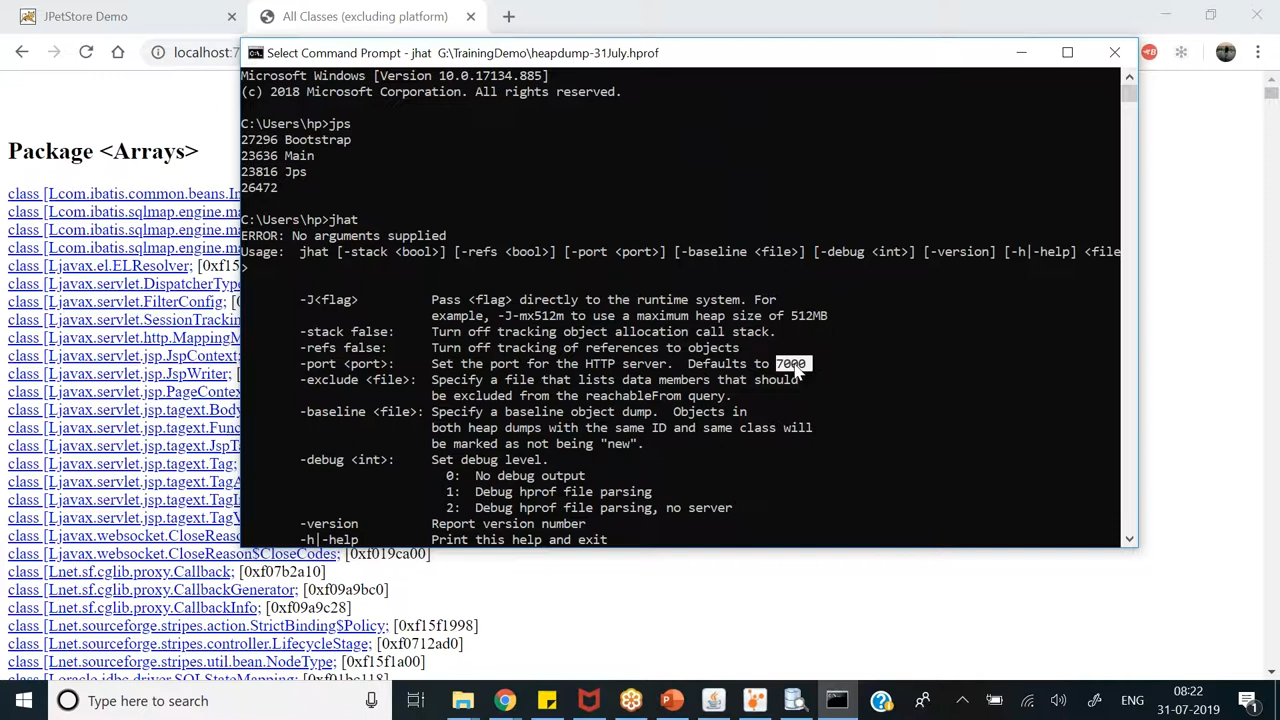 JPetStore Demo
All Classes (excluding platform)
localhost:7
Select Command Prompt - jhat G:\TrainingDemo\heapdump-31July.hprof
Microsoft Windows [Version 10.0.17134.885]
(c) 2018 Microsoft Corporation. All rights reserved.
C:\Users\hp>jps
27296 Bootstrap
23636 Main
23816 Jps
26472
C:\Users\hp>jhat
ERROR: No arguments supplied
Usage:  jhat [-stack <bool>] [-refs <bool>] [-port <port>] [-baseline <file>] [-debug <int>] [-version] [-h|-help] <file
>
-J<flag> Pass <flag> directly to the runtime system. For
example, -J-mx512m to use a maximum heap size of 512MB
-stack false: Turn off tracking object allocation call stack.
-refs false: Turn off tracking of references to objects
-port <port>: Set the port for the HTTP server.  Defaults to 7000
-exclude <file>: Specify a file that lists data members that should
be excluded from the reachableFrom query.
-baseline <file>: Specify a baseline object dump.  Objects in
both heap dumps with the same ID and same class will
be marked as not being "new".
-debug <int>: Set debug level.
0:  No debug output
1:  Debug hprof file parsing
2:  Debug hprof file parsing, no server
-version Report version number
-h|-help Print this help and exit
Package <Arrays>
class [Lcom.ibatis.common.beans.In
class [Lcom.ibatis.sqlmap.engine.ma
class [Lcom.ibatis.sqlmap.engine.ma
class [Lcom.ibatis.sqlmap.engine.ma
class [Ljavax.el.ELResolver; [0xf15
class [Ljavax.servlet.DispatcherType
class [Ljavax.servlet.FilterConfig; [0
class [Ljavax.servlet.SessionTrackin
class [Ljavax.servlet.http.MappingM
class [Ljavax.servlet.jsp.JspContext;
class [Ljavax.servlet.jsp.JspWriter;
class [Ljavax.servlet.jsp.PageContex
class [Ljavax.servlet.jsp.tagext.Body
class [Ljavax.servlet.jsp.tagext.Func
class [Ljavax.servlet.jsp.tagext.JspTa
class [Ljavax.servlet.jsp.tagext.Tag;
class [Ljavax.servlet.jsp.tagext.TagA
class [Ljavax.servlet.jsp.tagext.TagIn
class [Ljavax.servlet.jsp.tagext.TagV
class [Ljavax.websocket.CloseReason
class [Ljavax.websocket.CloseReason$CloseCodes; [0xf019ca00]
class [Lnet.sf.cglib.proxy.Callback; [0xf07b2a10]
class [Lnet.sf.cglib.proxy.CallbackGenerator; [0xf09a9bc0]
class [Lnet.sf.cglib.proxy.CallbackInfo; [0xf09a9c28]
class [Lnet.sourceforge.stripes.action.StrictBinding$Policy; [0xf15f1998]
class [Lnet.sourceforge.stripes.controller.LifecycleStage; [0xf0712ad0]
class [Lnet.sourceforge.stripes.util.bean.NodeType; [0xf15f1a00]
class [Loracle.jdbc.driver.SQLStateMapping; [0xf01bc118]
Type here to search
ENG
08:22
31-07-2019
1